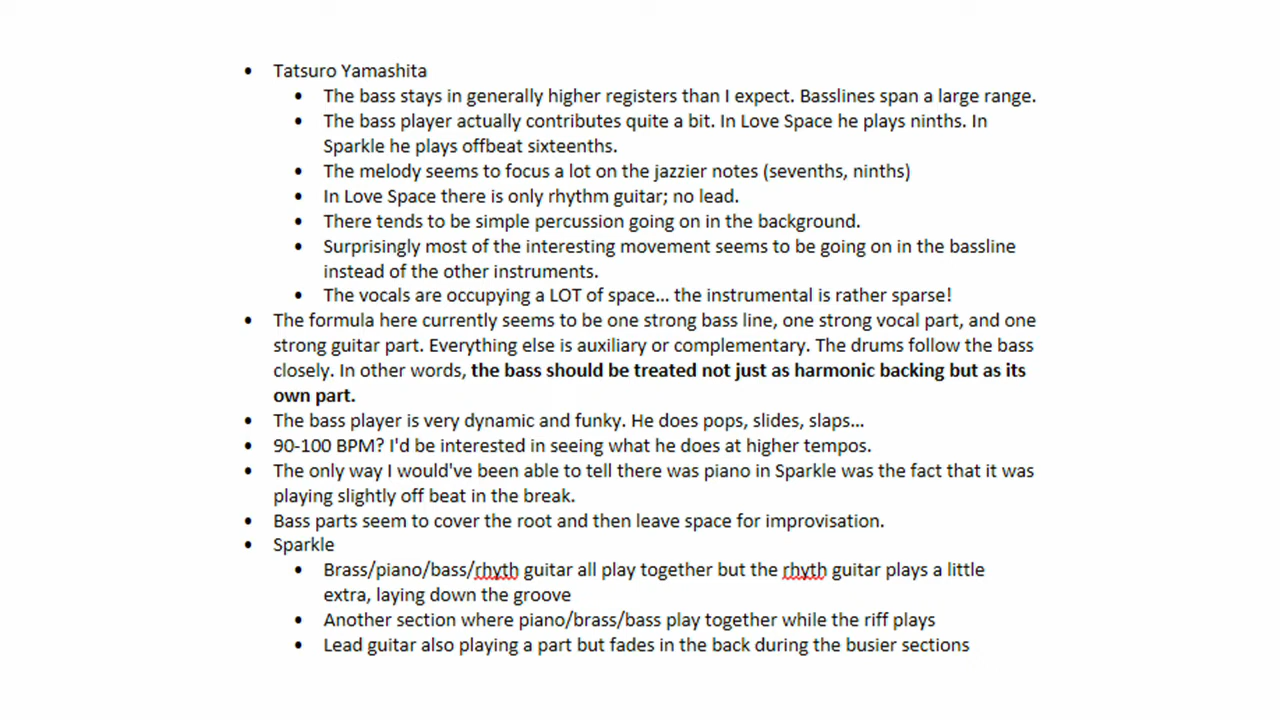 • Tatsuro Yamashita
• The bass stays in generally higher registers than I expect. Basslines span a large range.
• The bass player actually contributes quite a bit. In Love Space he plays ninths. In
Sparkle he plays offbeat sixteenths.
• The melody seems to focus a lot on the jazzier notes (sevenths, ninths)
• In Love Space there is only rhythm guitar; no lead.
• There tends to be simple percussion going on in the background.
• Surprisingly most of the interesting movement seems to be going on in the bassline
instead of the other instruments.
• The vocals are occupying a LOT of space... the instrumental is rather sparse!
• The formula here currently seems to be one strong bass line, one strong vocal part, and one
strong guitar part. Everything else is auxiliary or complementary. The drums follow the bass
closely. In other words, the bass should be treated not just as harmonic backing but as its
own part.
• The bass player is very dynamic and funky. He does pops, slides, slaps...
• 90-100 BPM? I'd be interested in seeing what he does at higher tempos.
• The only way I would've been able to tell there was piano in Sparkle was the fact that it was
playing slightly off beat in the break.
• Bass parts seem to cover the root and then leave space for improvisation.
• Sparkle
• Brass/piano/bass/rhyth guitar all play together but the rhyth guitar plays a little
extra, laying down the groove
• Another section where piano/brass/bass play together while the riff plays
• Lead guitar also playing a part but fades in the back during the busier sections